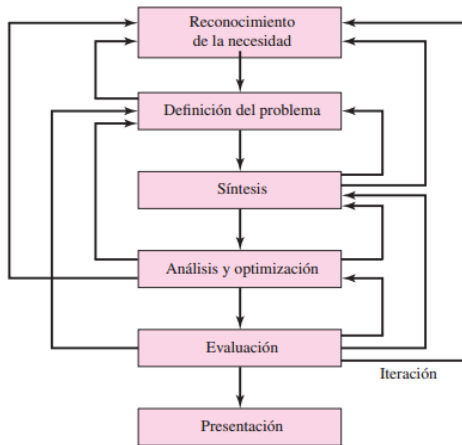 Reconocimiento
de la necesidad
Definición del problema
Síntesis
Análisis y optimización
Evaluación
Iteración
Presentación